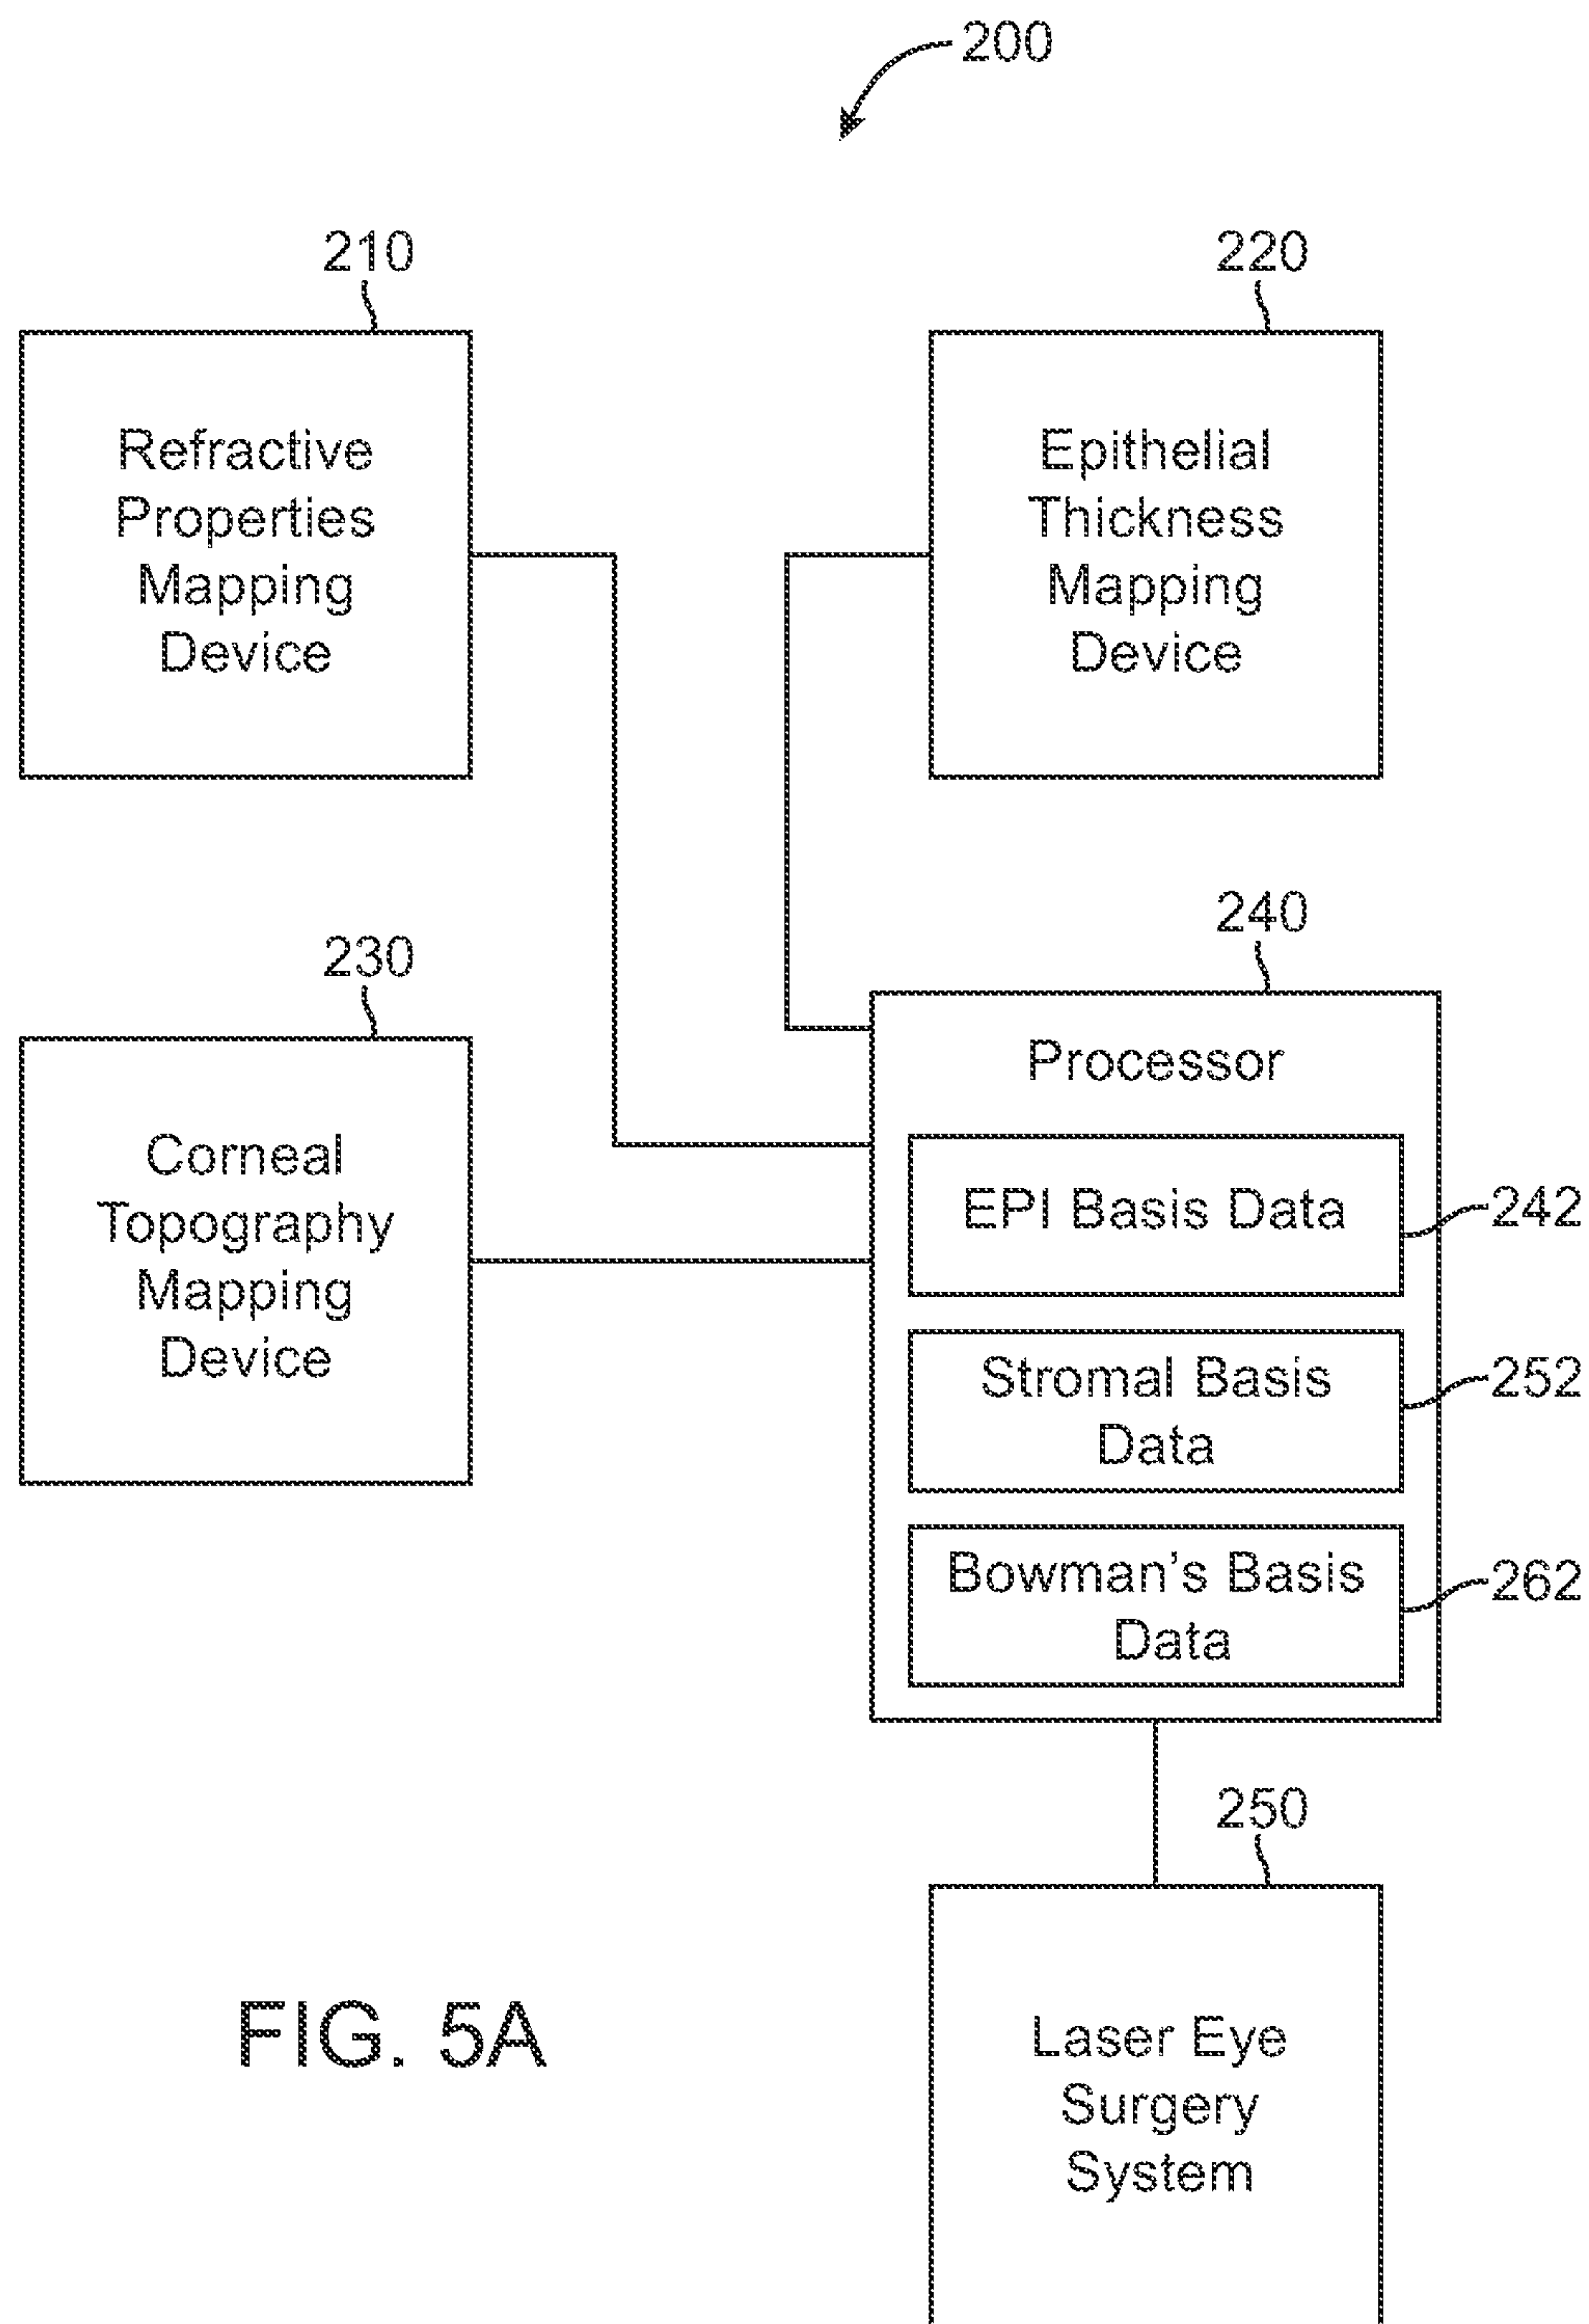 200
210
220
Refractive
Properties
Mapping
Device
Epithelial
Thickness
Mapping
Device
230
240
Corneal
Topography
Mapping
Device
Processor
EPI Basis Data
242
Stromal Basis
Data
252
Bowman's Basis
Data
262
250
Laser Eye
Surgery
System
FIG. 5A